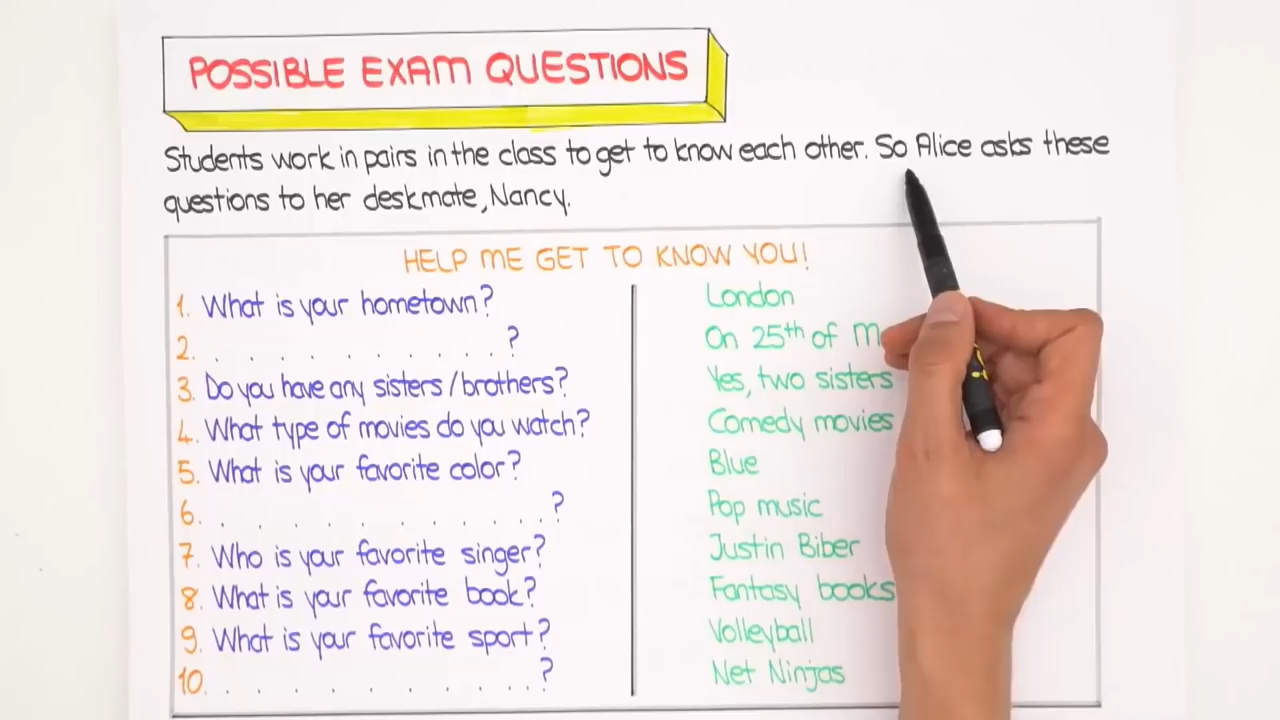 POSSIBLE EXAM QUESTIONS
Students work in pairs in the class to get to know each other. So Alice asks these
questions to her deskmate, Nancy.
HELP ME GET TO KNOW YOU!
1. What is your hometown? London
2. . . . . . . . . . . ? On 25th of
3. Do you have any sisters/brothers? Yes, two sisters
4. What type of movies do you watch? Comedy movies
5. What is your favorite color? Blue
6. . . . . . . . . . . . ? Pop music
7. Who is your favorite singer? Justin Biber
8. What is your favorite book? Fantasy books
9. What is your favorite sport? Volleyball
10. . . . . . . . . . . . ? Net Ninjas